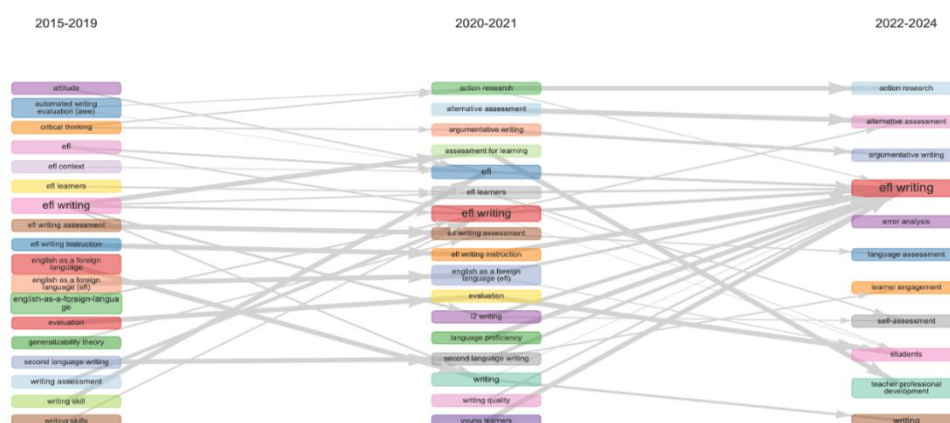 2015-2019
2020-2021
2022-2024
attitude
automated writing
evaluation (awe)
critical thinking
efl
efl context
efl learners
efl writing
efl writing assessment
efl writing instruction
english as a foreign
language
english as a foreign
language (efl)
english-as-a-foreign-langua
ge
evaluation
generalizability theory
second language writing
writing assessment
writing skill
writing skills
action research
alternative assessment
argumentative writing
assessment for learning
efl
efl learners
efl writing
efl writing assessment
efl writing instruction
english as a foreign
language (efl)
evaluation
l2 writing
language proficiency
second language writing
writing
writing quality
young learners
action research
alternative assessment
argumentative writing
efl writing
error analysis
language assessment
learner engagement
self-assessment
students
teacher professional
development
writing